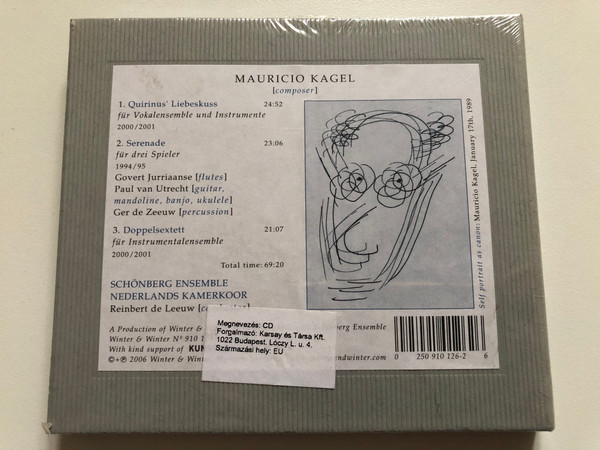 MAURICIO KAGEL
[composer]
1. Quirinus' Liebeskuss 24:52
für Vokalensemble und Instrumente
2000/2001
2. Serenade 23:06
für drei Spieler
1994/95
Govert Jurriaanse [flutes]
Paul van Utrecht [guitar,
mandoline, banjo, ukulele]
Ger de Zeeuw [percussion]
3. Doppelsextett 21:07
für Instrumentalensemble
2000/2001
Total time: 69:20
SCHÖNBERG ENSEMBLE
NEDERLANDS KAMERKOOR
Reinbert de Leeuw
Self portrait as canon: Mauricio Kagel, January 17th, 1989
A Production of Winter & Ensemble
Winter & Winter Nº 910 1
With kind support of KUN
©+℗ 2006 Winter & Winter
Megnevezés: CD
Forgalmazó: Karsay és Társa Kft.
1022 Budapest, Lóczy L. u. 4.
Származási hely: EU
0 250 910 126-2 6